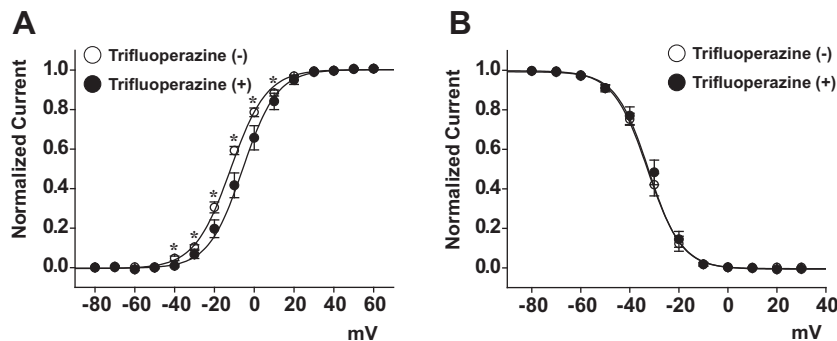 A
Trifluoperazine (-)
Trifluoperazine (+)
Normalized Current
1.0
0.8
0.6
0.4
0.2
0.0
* * * * * *
-80 -60 -40 -20 0 20 40 60
mV
B
Trifluoperazine (-)
Trifluoperazine (+)
Normalized Current
1.0
0.8
0.6
0.4
0.2
0.0
-80 -60 -40 -20 0 20 40
mV